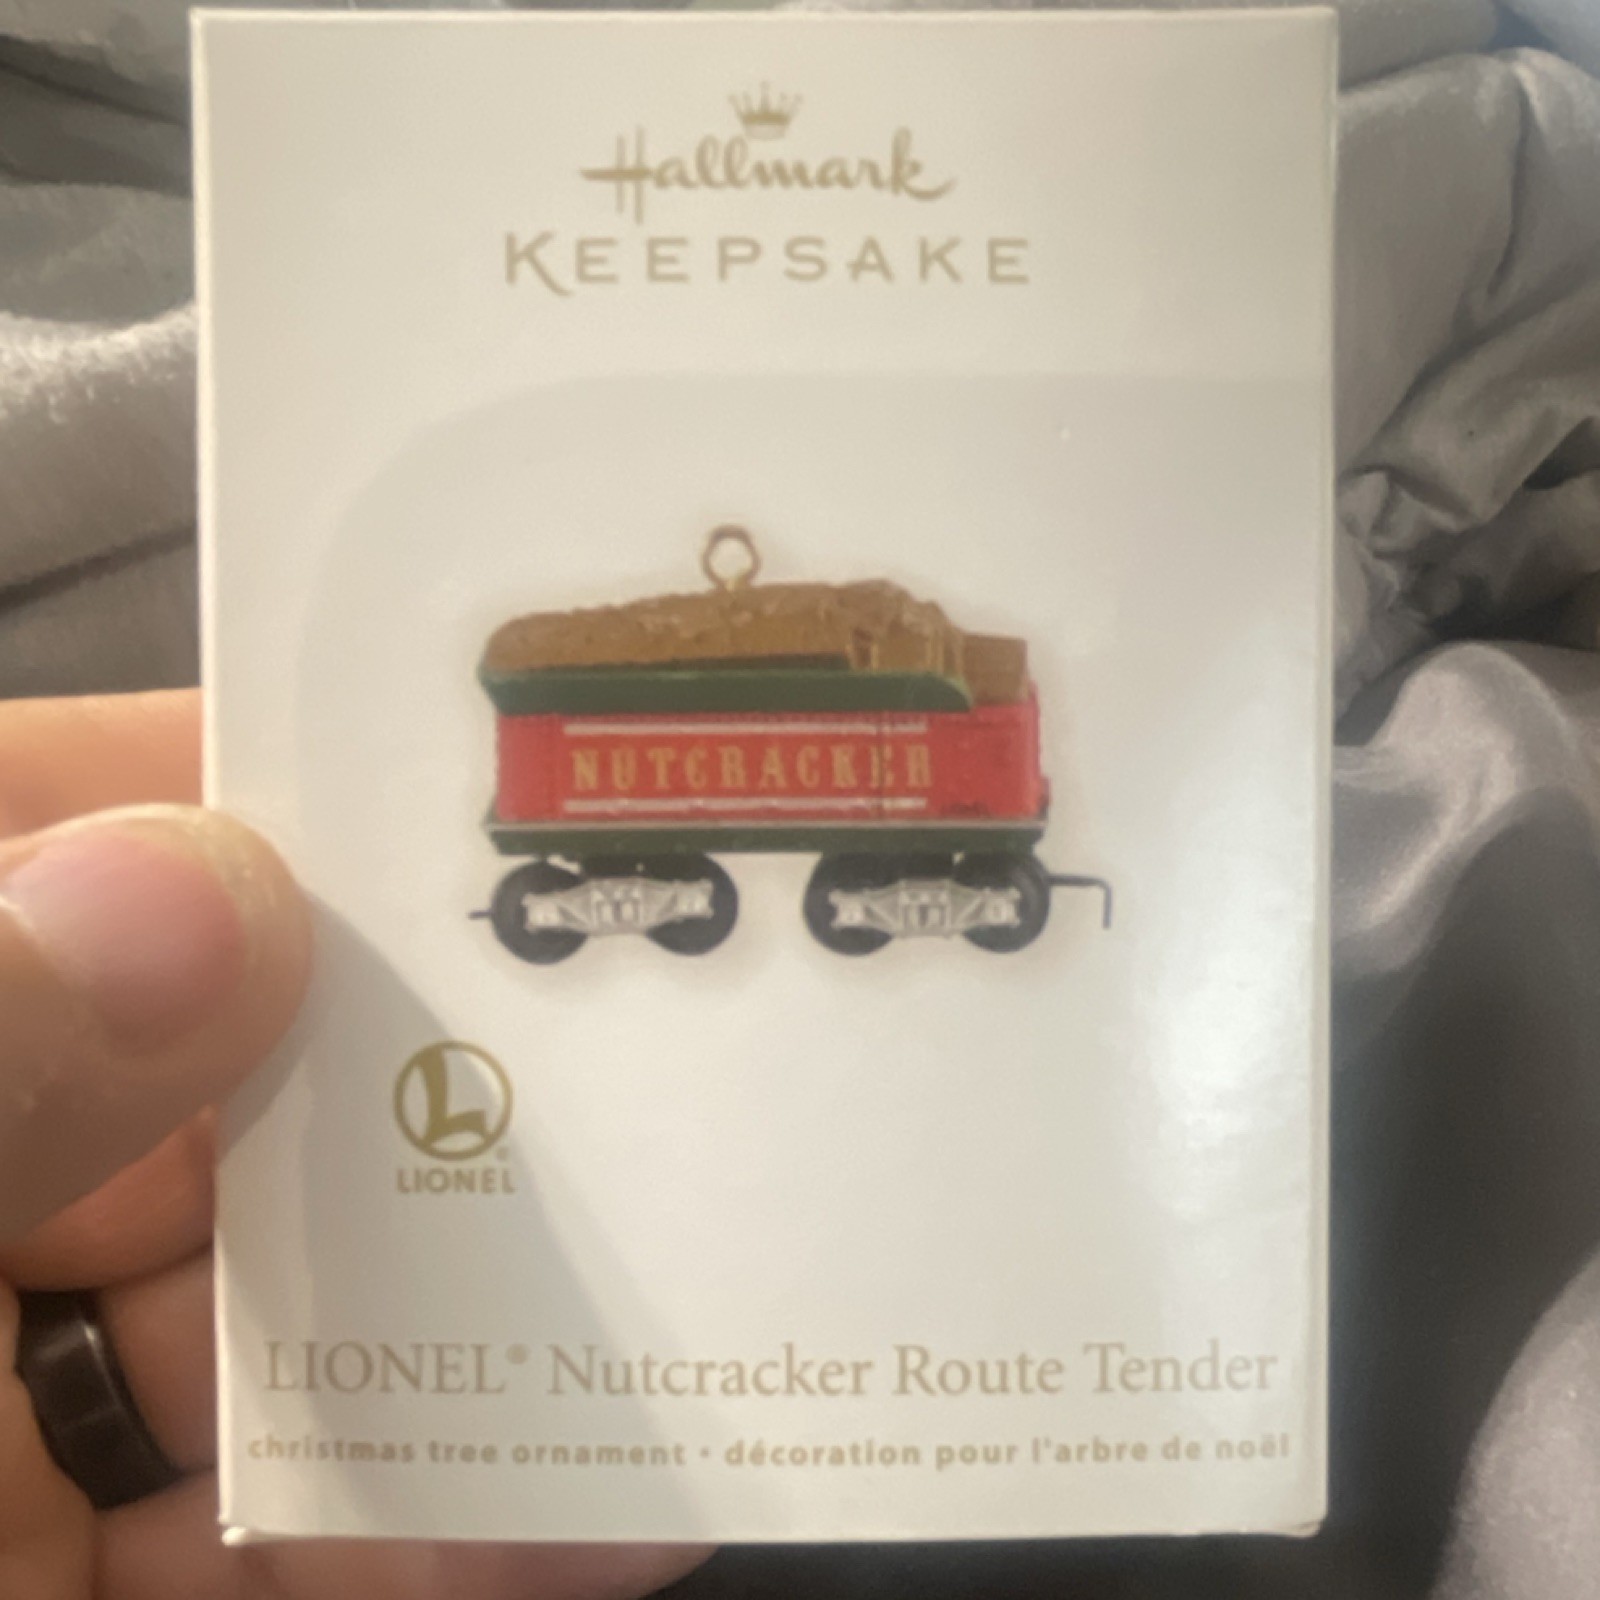 Hallmark
KEEPSAKE
NUTCRACKER
L
®
LIONEL
LIONEL® Nutcracker Route Tender
christmas tree ornament • décoration pour l'arbre de noël